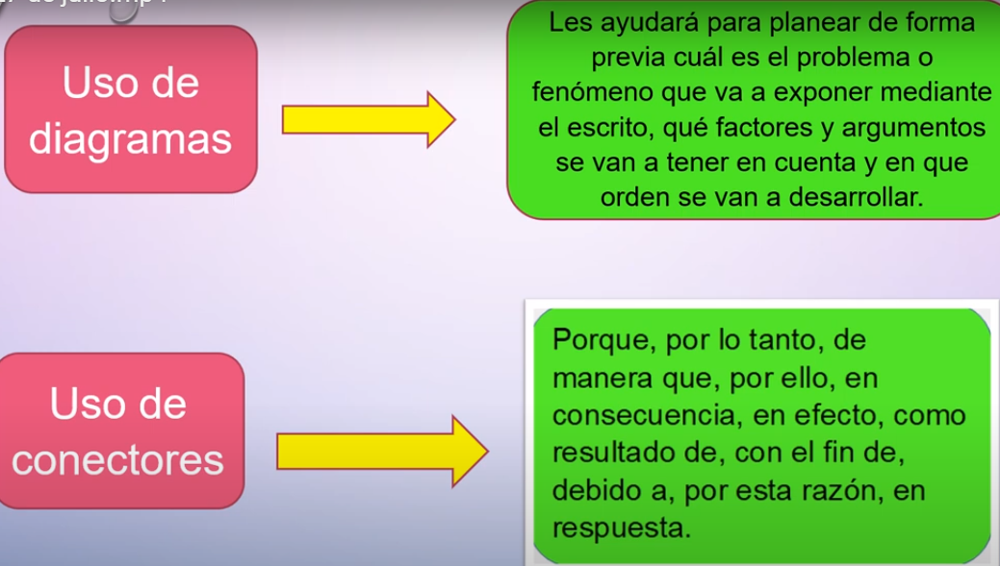 Uso de
diagramas
Les ayudará para planear de forma
previa cuál es el problema o
fenómeno que va a exponer mediante
el escrito, qué factores y argumentos
se van a tener en cuenta y en que
orden se van a desarrollar.
Uso de
conectores
Porque, por lo tanto, de
manera que, por ello, en
consecuencia, en efecto, como
resultado de, con el fin de,
debido a, por esta razón, en
respuesta.